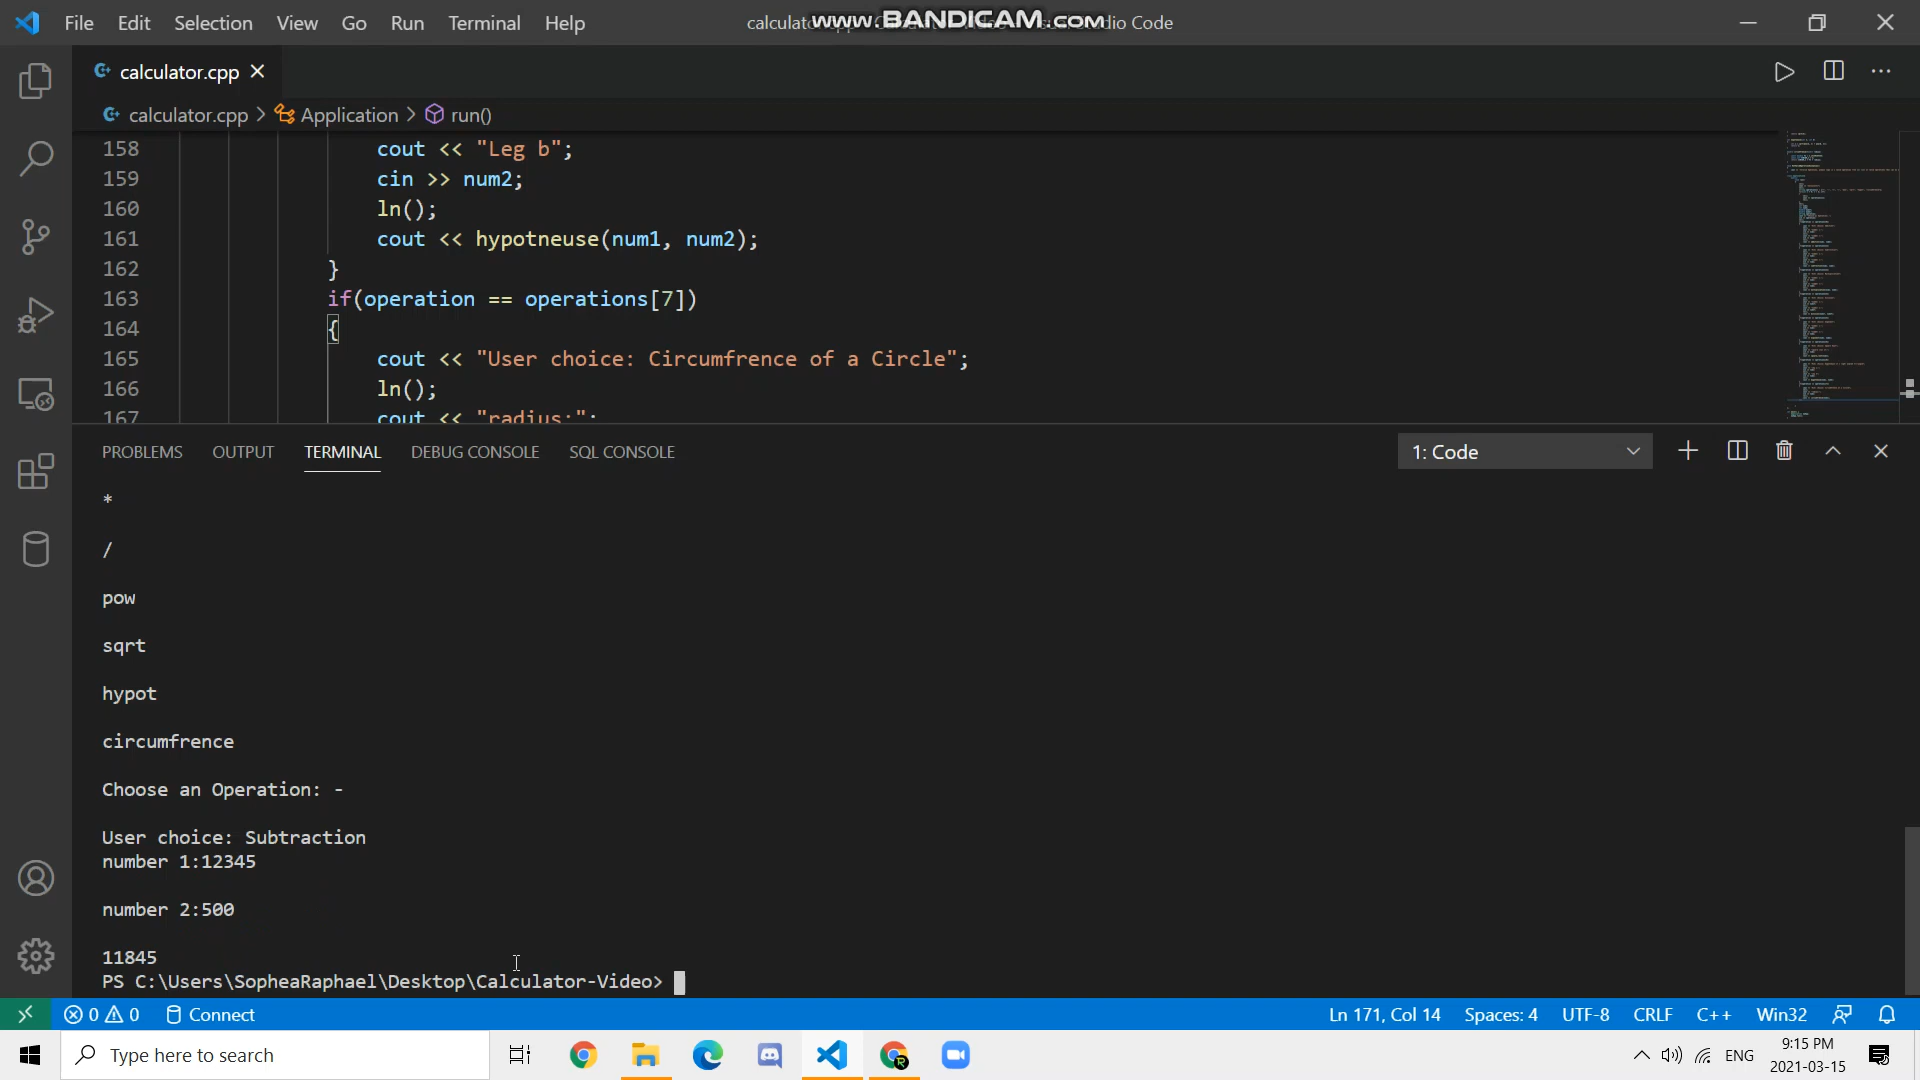 File Edit Selection View Go Run Terminal Help
www.BANDICAM.com
calculator.cpp
calculator.cpp > Application > run()
158 cout << "Leg b";
159 cin >> num2;
160 ln();
161 cout << hypotneuse(num1, num2);
162 }
163 if(operation == operations[7])
164 {
165 cout << "User choice: Circumfrence of a Circle";
166 ln();
167 cout << "radius:";
PROBLEMS OUTPUT TERMINAL DEBUG CONSOLE SQL CONSOLE 1: Code
*
/
pow
sqrt
hypot
circumfrence
Choose an Operation: -
User choice: Subtraction
number 1:12345
number 2:500
11845
PS C:\Users\SopheaRaphael\Desktop\Calculator-Video>
0 0 Connect Ln 171, Col 14 Spaces: 4 UTF-8 CRLF C++ Win32
Type here to search
ENG
9:15 PM
2021-03-15